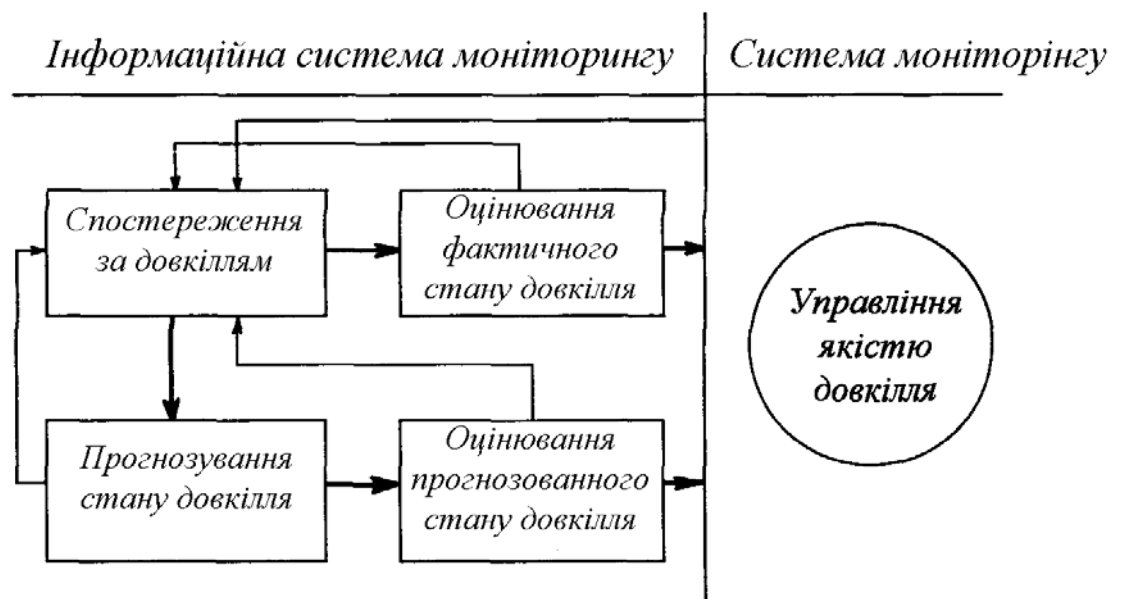 Інформаційна система моніторингу
Система моніторінгу
Спостереження
за довкіллям
Оцінювання
фактичного
стану довкілля
Управління
якістю
довкілля
Прогнозування
стану довкілля
Оцінювання
прогнозованного
стану довкілля